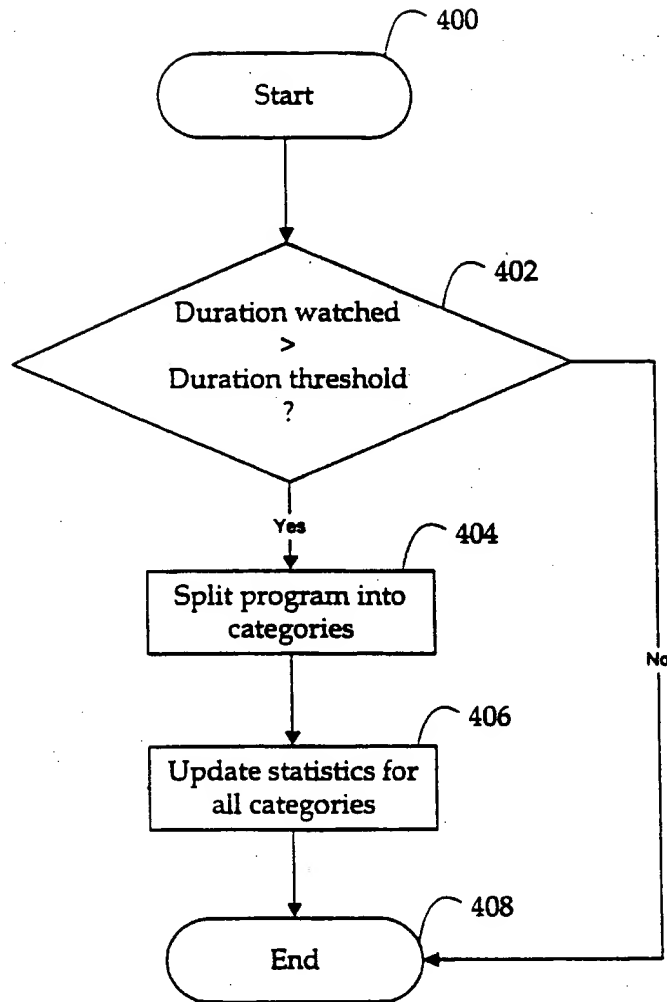 400
Start
402
Duration watched
>
Duration threshold
?
Yes
404
Split program into
categories
No
406
Update statistics for
all categories
408
End